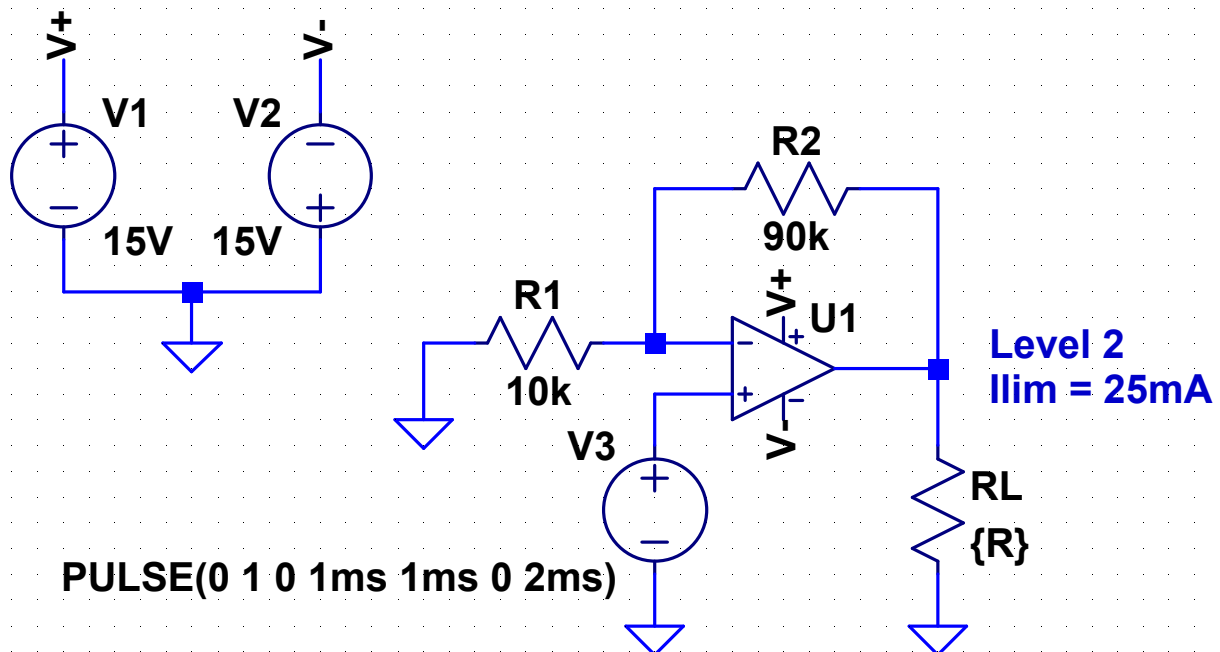 V+
V-
V1
V2
15V
15V
R2
90k
R1
10k
V+
U1
V-
Level 2
Ilim = 25mA
V3
RL
{R}
PULSE(0 1 0 1ms 1ms 0 2ms)